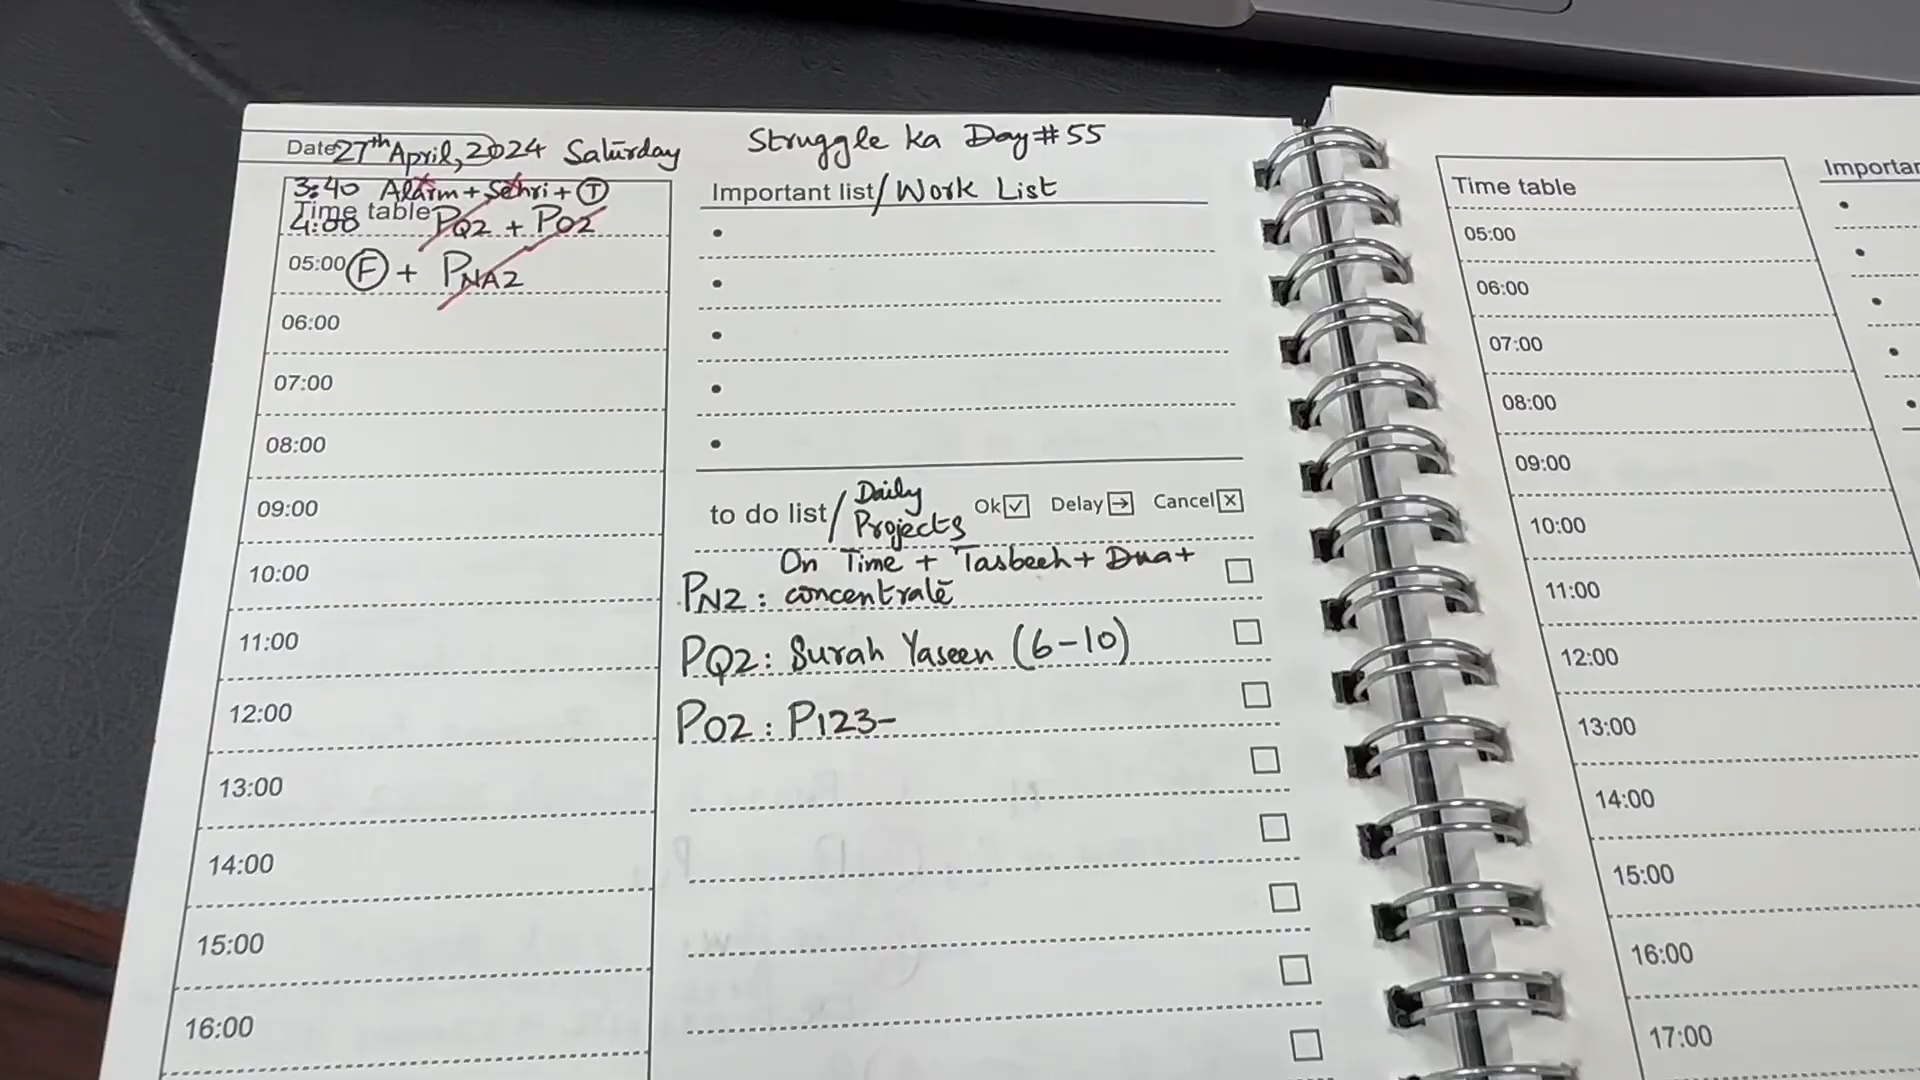 Date 27th April, 2024 Saturday
Struggle ka Day #55
3:40 Alarm + Sehri + T
Time table
4:00 PQ2 + PO2
05:00 F + PNA2
06:00
07:00
08:00
09:00
10:00
11:00
12:00
13:00
14:00
15:00
16:00
Important list / Work List
to do list / Daily Projects Ok Delay Cancel
On Time + Tasbeeh + Dua +
PN2 : concentrate
PQ2 : Surah Yaseen (6-10)
PO2 : P123-
Time table
05:00
06:00
07:00
08:00
09:00
10:00
11:00
12:00
13:00
14:00
15:00
16:00
17:00
Importan